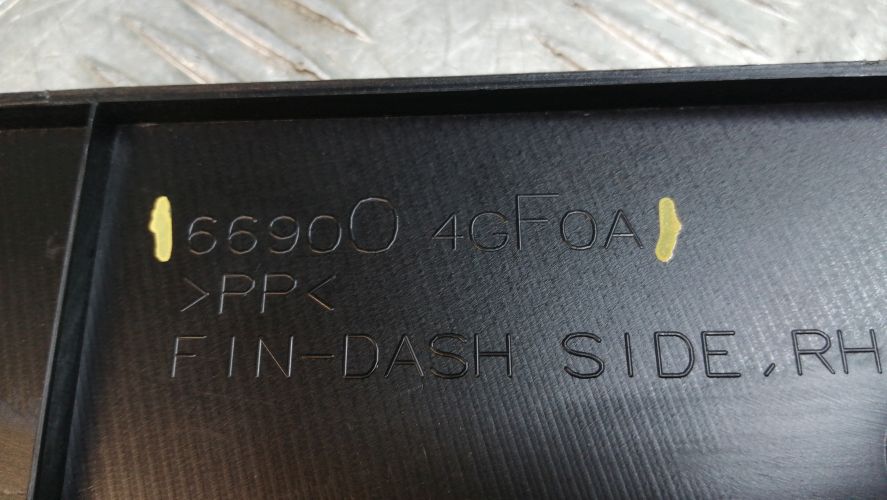 66900 4GF0A
>PP<
FIN-DASH SIDE,RH